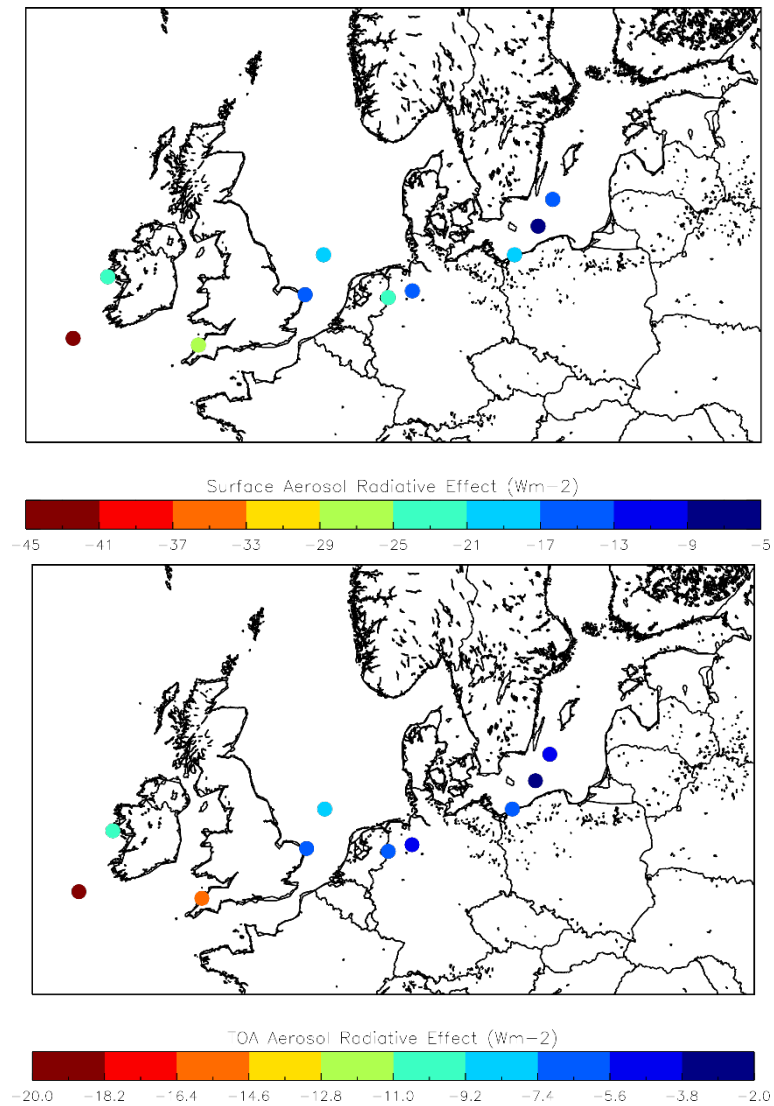 Surface Aerosol Radiative Effect (Wm-2)
-45 -41 -37 -33 -29 -25 -21 -17 -13 -9 -5
TOA Aerosol Radiative Effect (Wm-2)
-20.0 -18.2 -16.4 -14.6 -12.8 -11.0 -9.2 -7.4 -5.6 -3.8 -2.0